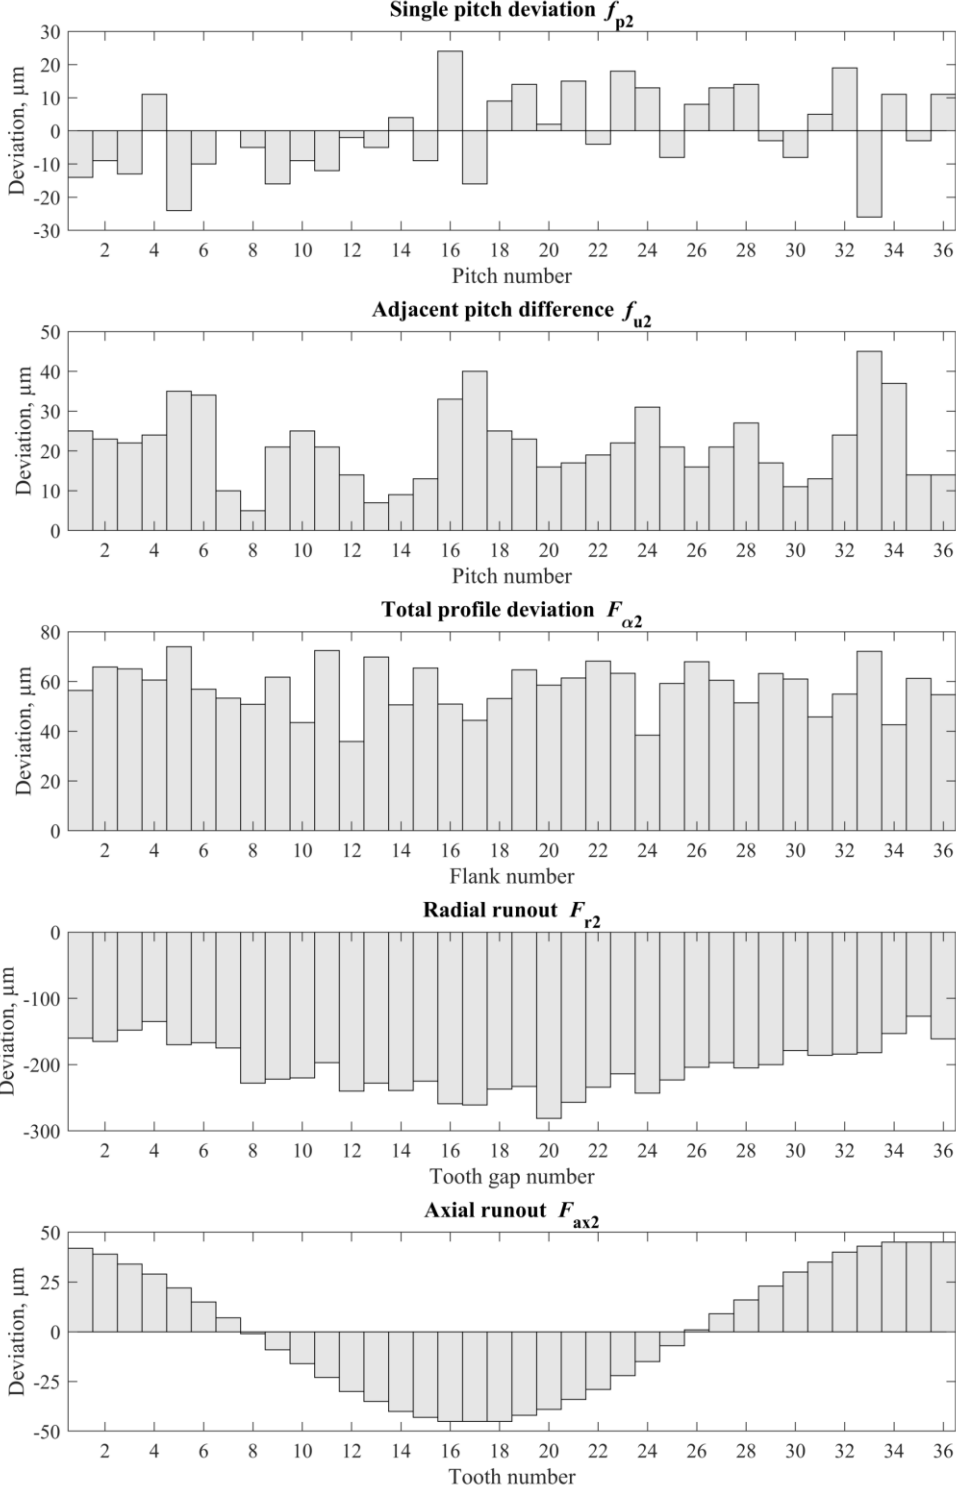 Single pitch deviation fp2
30
20
10
0
-10
-20
-30
Deviation, μm
2 4 6 8 10 12 14 16 18 20 22 24 26 28 30 32 34 36
Pitch number
Adjacent pitch difference fu2
50
40
30
20
10
0
Deviation, μm
2 4 6 8 10 12 14 16 18 20 22 24 26 28 30 32 34 36
Pitch number
Total profile deviation Fα2
80
60
40
20
0
Deviation, μm
2 4 6 8 10 12 14 16 18 20 22 24 26 28 30 32 34 36
Flank number
Radial runout Fr2
0
-100
-200
-300
Deviation, μm
2 4 6 8 10 12 14 16 18 20 22 24 26 28 30 32 34 36
Tooth gap number
Axial runout Fax2
50
25
0
-25
-50
Deviation, μm
2 4 6 8 10 12 14 16 18 20 22 24 26 28 30 32 34 36
Tooth number